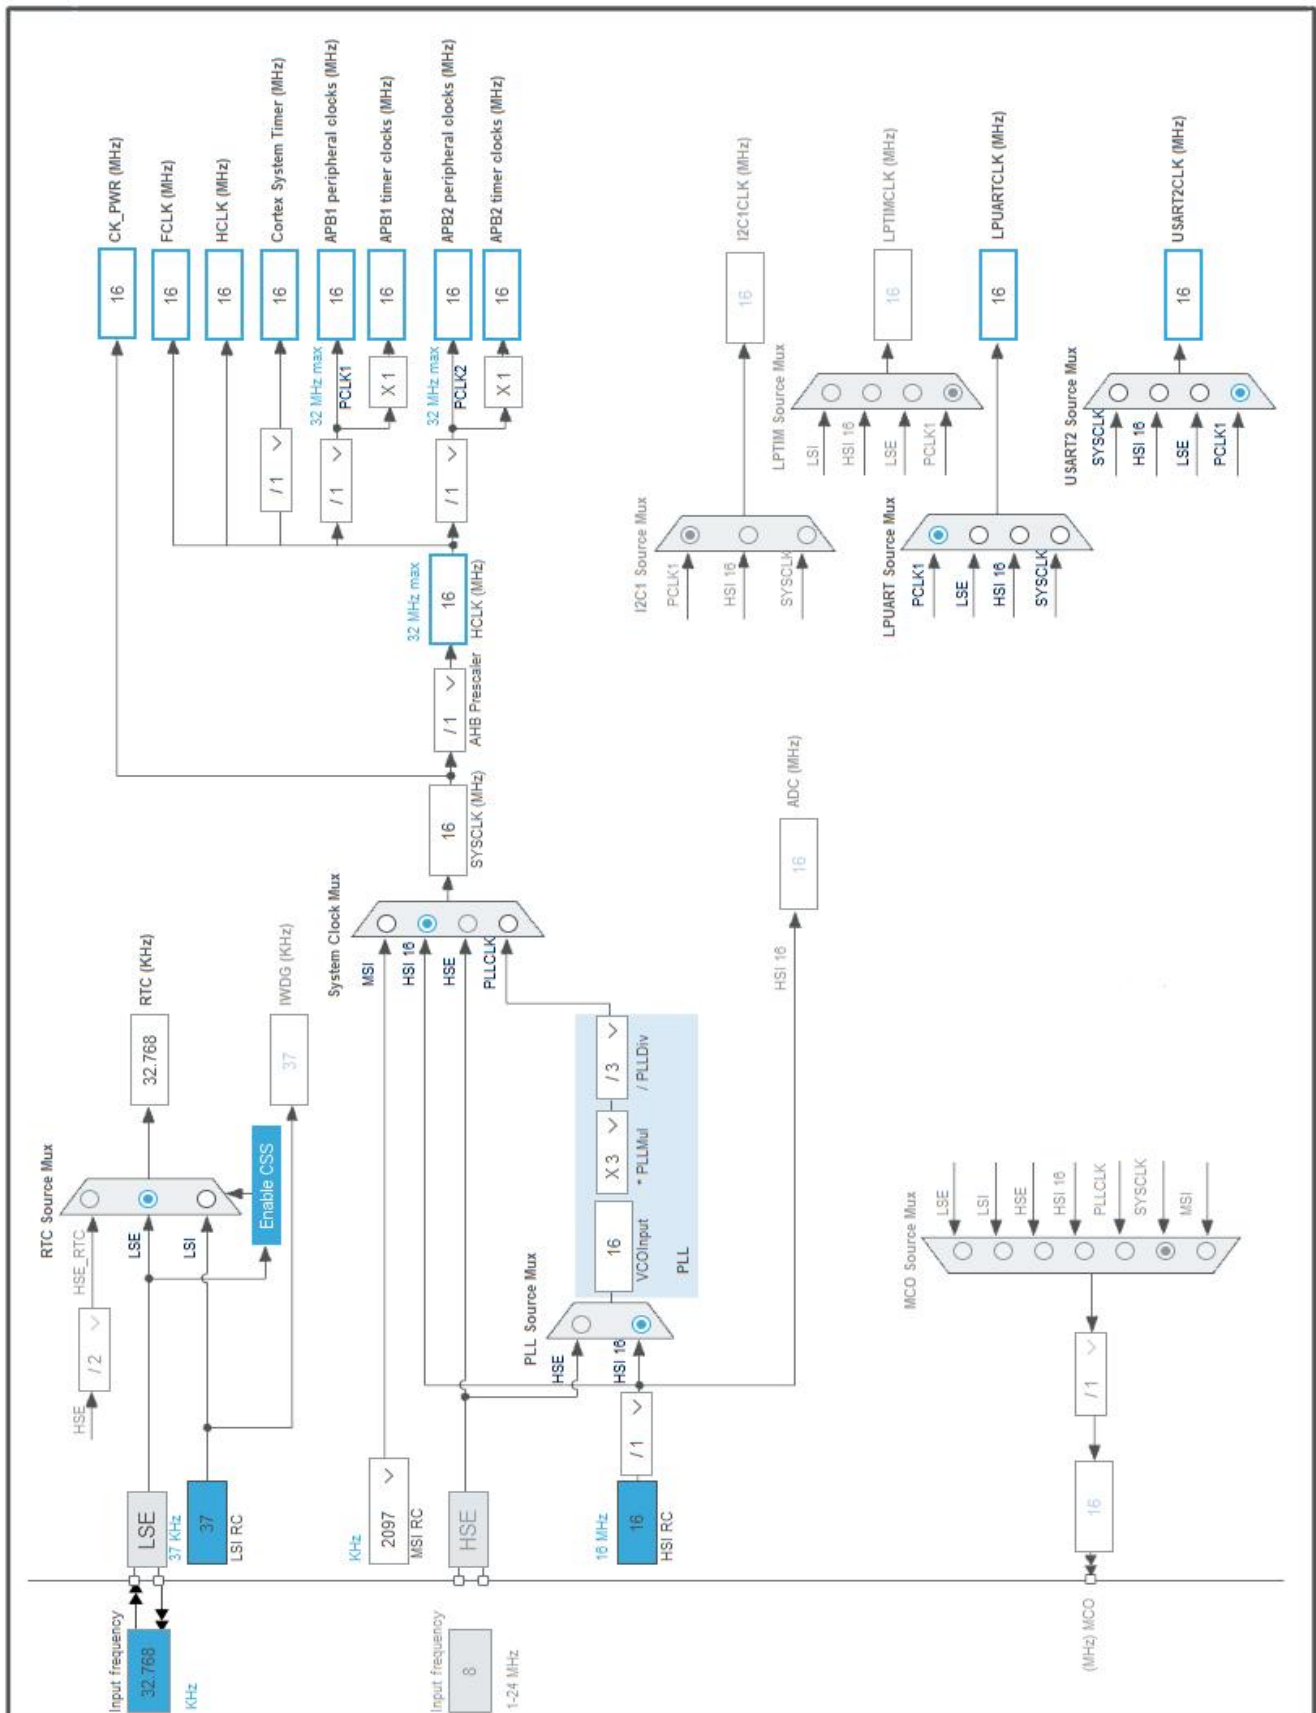 Input frequency
32.768
KHz
LSE
37 KHz
37
LSI RC
HSE
/ 2
HSE_RTC
LSE
LSI
RTC Source Mux
Enable CSS
32.768
RTC (KHz)
37
IWDG (KHz)
KHz
2097
MSI RC
Input frequency
8
1-24 MHz
HSE
16 MHz
16
HSI RC
/ 1
PLL Source Mux
HSE
HSI 16
16
VCOInput
X 3
* PLLMul
/ 3
/ PLLDiv
PLL
System Clock Mux
MSI
HSI 16
HSE
PLLCLK
16
SYSCLK (MHz)
/ 1
AHB Prescaler
32 MHz max
16
HCLK (MHz)
16
CK_PWR (MHz)
16
FCLK (MHz)
16
HCLK (MHz)
/ 1
16
Cortex System Timer (MHz)
/ 1
32 MHz max
PCLK1
16
APB1 peripheral clocks (MHz)
X 1
16
APB1 timer clocks (MHz)
/ 1
32 MHz max
PCLK2
16
APB2 peripheral clocks (MHz)
X 1
16
APB2 timer clocks (MHz)
HSI 16
16
ADC (MHz)
I2C1 Source Mux
PCLK1
HSI 16
SYSCLK
16
I2C1CLK (MHz)
LPTIM Source Mux
LSI
HSI 16
LSE
PCLK1
16
LPTIMCLK (MHz)
LPUART Source Mux
PCLK1
LSE
HSI 16
SYSCLK
16
LPUARTCLK (MHz)
USART2 Source Mux
SYSCLK
HSI 16
LSE
PCLK1
16
USART2CLK (MHz)
MCO Source Mux
LSE
LSI
HSE
HSI 16
PLLCLK
SYSCLK
MSI
/ 1
16
(MHz) MCO